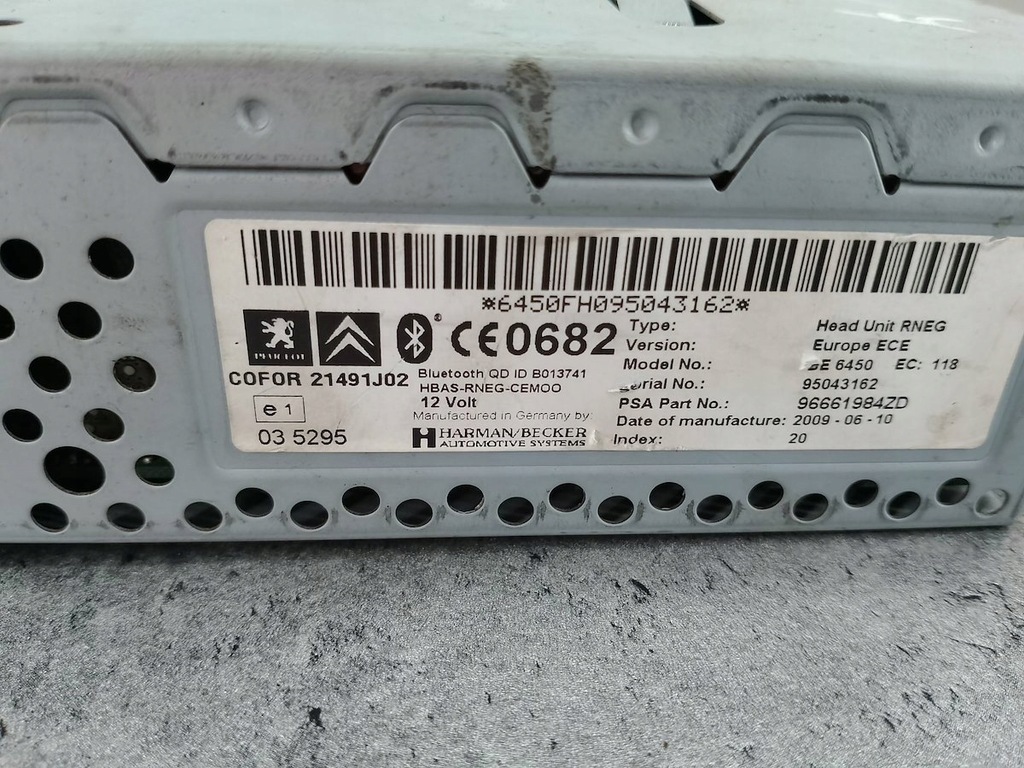 *6450FH095043162*
PEUGEOT
CE0682
COFOR 21491J02
e 1
03 5295
Bluetooth QD ID B013741
HBAS-RNEG-CEMOO
12 Volt
Manufactured in Germany by:
HARMAN/BECKER
AUTOMOTIVE SYSTEMS
Type: Head Unit RNEG
Version: Europe ECE
Model No.: BE 6450 EC: 118
Serial No.: 95043162
PSA Part No.: 96661984ZD
Date of manufacture: 2009-06-10
Index: 20